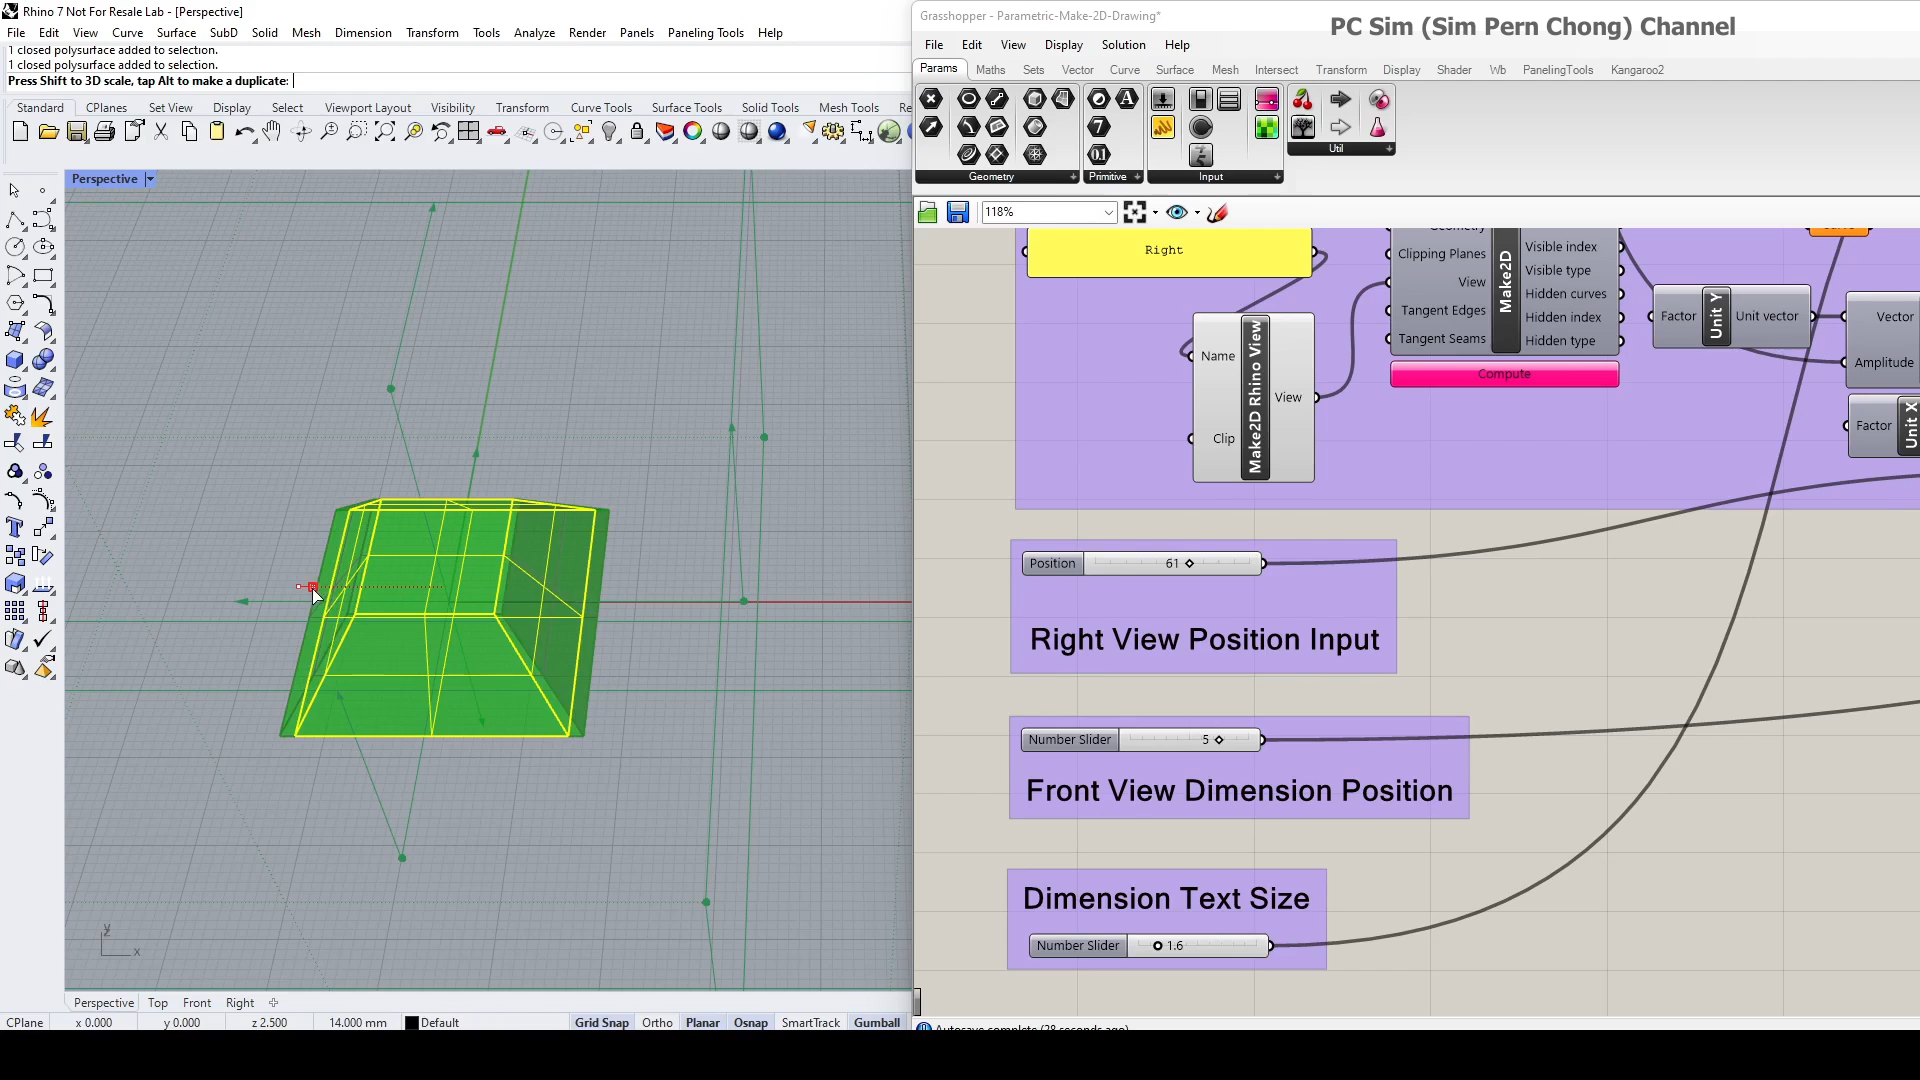 Rhino 7 Not For Resale Lab - [Perspective]
File Edit View Curve Surface SubD Solid Mesh Dimension Transform Tools Analyze Render Panels Paneling Tools Help
1 closed polysurface added to selection.
1 closed polysurface added to selection.
Press Shift to 3D scale, tap Alt to make a duplicate:
Standard CPlanes Set View Display Select Viewport Layout Visibility Transform Curve Tools Surface Tools Solid Tools Mesh Tools Re
Perspective
y
x
z
Perspective Top Front Right
CPlane x 0.000 y 0.000 z 2.500 14.000 mm Default Grid Snap Ortho Planar Osnap SmartTrack Gumball
Grasshopper - Parametric-Make-2D-Drawing*
PC Sim (Sim Pern Chong) Channel
File Edit View Display Solution Help
Params Maths Sets Vector Curve Surface Mesh Intersect Transform Display Shader Wb PanelingTools Kangaroo2
Geometry Primitive Input Util
118%
Right
Clipping Planes
View
Tangent Edges
Tangent Seams
Make2D
Visible index
Visible type
Hidden curves
Hidden index
Hidden type
Compute
Name
Clip
Make2D Rhino View
View
Factor Unit Y Unit vector
Vector
Amplitude
Factor Unit X
Position 61
Right View Position Input
Number Slider 5
Front View Dimension Position
Dimension Text Size
Number Slider 1.6
Autosave complete (28 seconds ago)